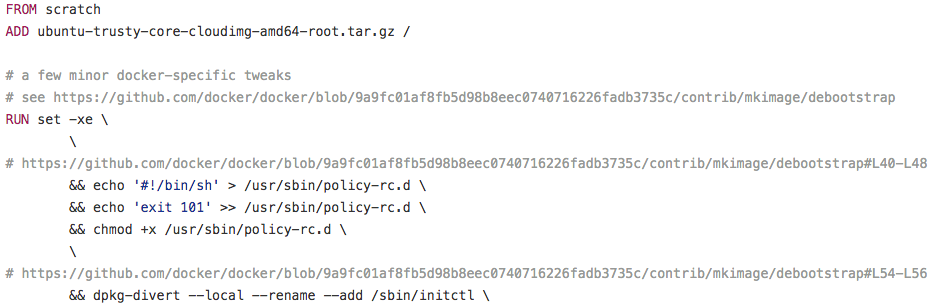 FROM scratch
ADD ubuntu-trusty-core-cloudimg-amd64-root.tar.gz /
# a few minor docker-specific tweaks
# see https://github.com/docker/docker/blob/9a9fc01af8fb5d98b8eec0740716226fadb3735c/contrib/mkimage/debootstrap
RUN set -xe \
\
# https://github.com/docker/docker/blob/9a9fc01af8fb5d98b8eec0740716226fadb3735c/contrib/mkimage/debootstrap#L40-L48
&& echo '#!/bin/sh' > /usr/sbin/policy-rc.d \
&& echo 'exit 101' >> /usr/sbin/policy-rc.d \
&& chmod +x /usr/sbin/policy-rc.d \
\
# https://github.com/docker/docker/blob/9a9fc01af8fb5d98b8eec0740716226fadb3735c/contrib/mkimage/debootstrap#L54-L56
&& dpkg-divert --local --rename --add /sbin/initctl \